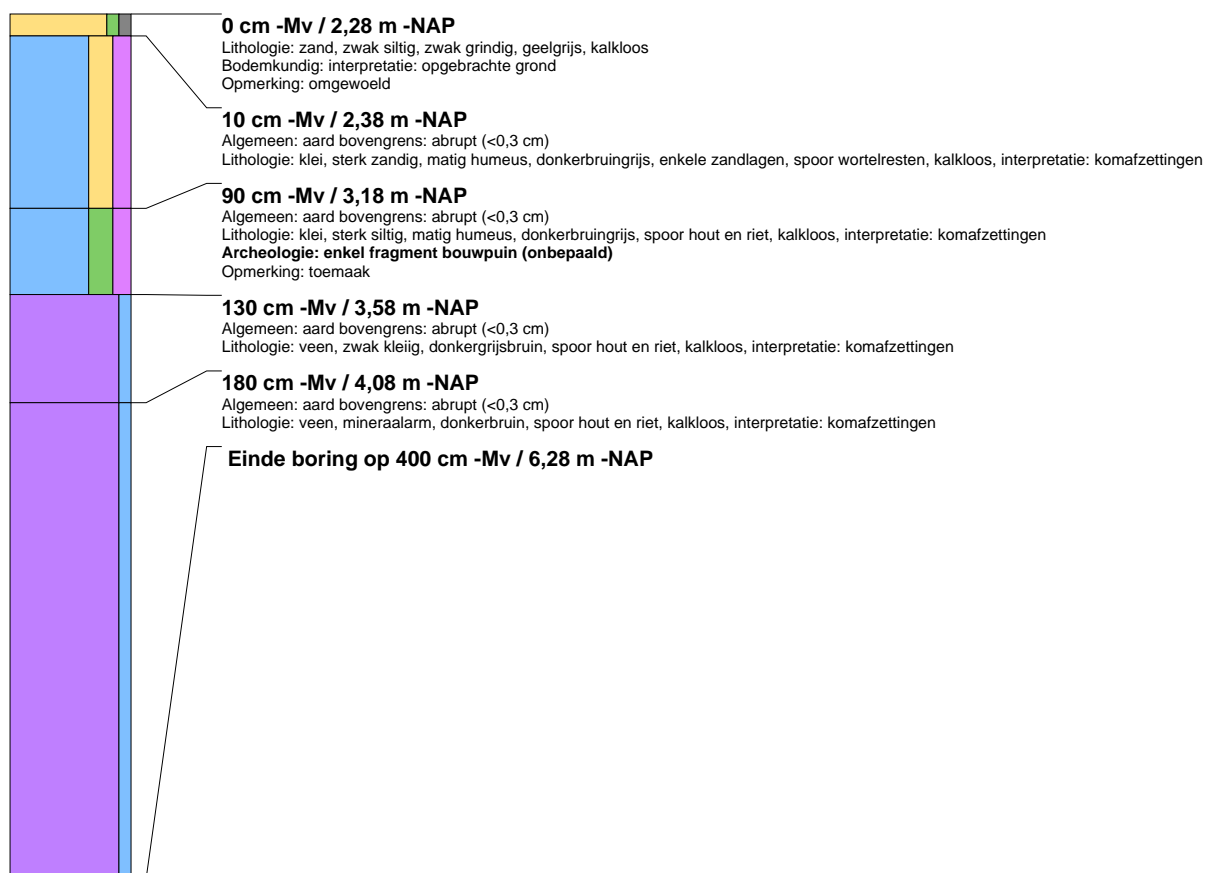 0 cm -Mv / 2,28 m -NAP
Lithologie: zand, zwak siltig, zwak grindig, geelgrijs, kalkloos
Bodemkundig: interpretatie: opgebrachte grond
Opmerking: omgewoeld
10 cm -Mv / 2,38 m -NAP
Algemeen: aard bovengrens: abrupt (<0,3 cm)
Lithologie: klei, sterk zandig, matig humeus, donkerbruingrijs, enkele zandlagen, spoor wortelresten, kalkloos, interpretatie: komafzettingen
90 cm -Mv / 3,18 m -NAP
Algemeen: aard bovengrens: abrupt (<0,3 cm)
Lithologie: klei, sterk siltig, matig humeus, donkerbruingrijs, spoor hout en riet, kalkloos, interpretatie: komafzettingen
Archeologie: enkel fragment bouwpuin (onbepaald)
Opmerking: toemaak
130 cm -Mv / 3,58 m -NAP
Algemeen: aard bovengrens: abrupt (<0,3 cm)
Lithologie: veen, zwak kleiig, donkergrijsbruin, spoor hout en riet, kalkloos, interpretatie: komafzettingen
180 cm -Mv / 4,08 m -NAP
Algemeen: aard bovengrens: abrupt (<0,3 cm)
Lithologie: veen, mineraalarm, donkerbruin, spoor hout en riet, kalkloos, interpretatie: komafzettingen
Einde boring op 400 cm -Mv / 6,28 m -NAP